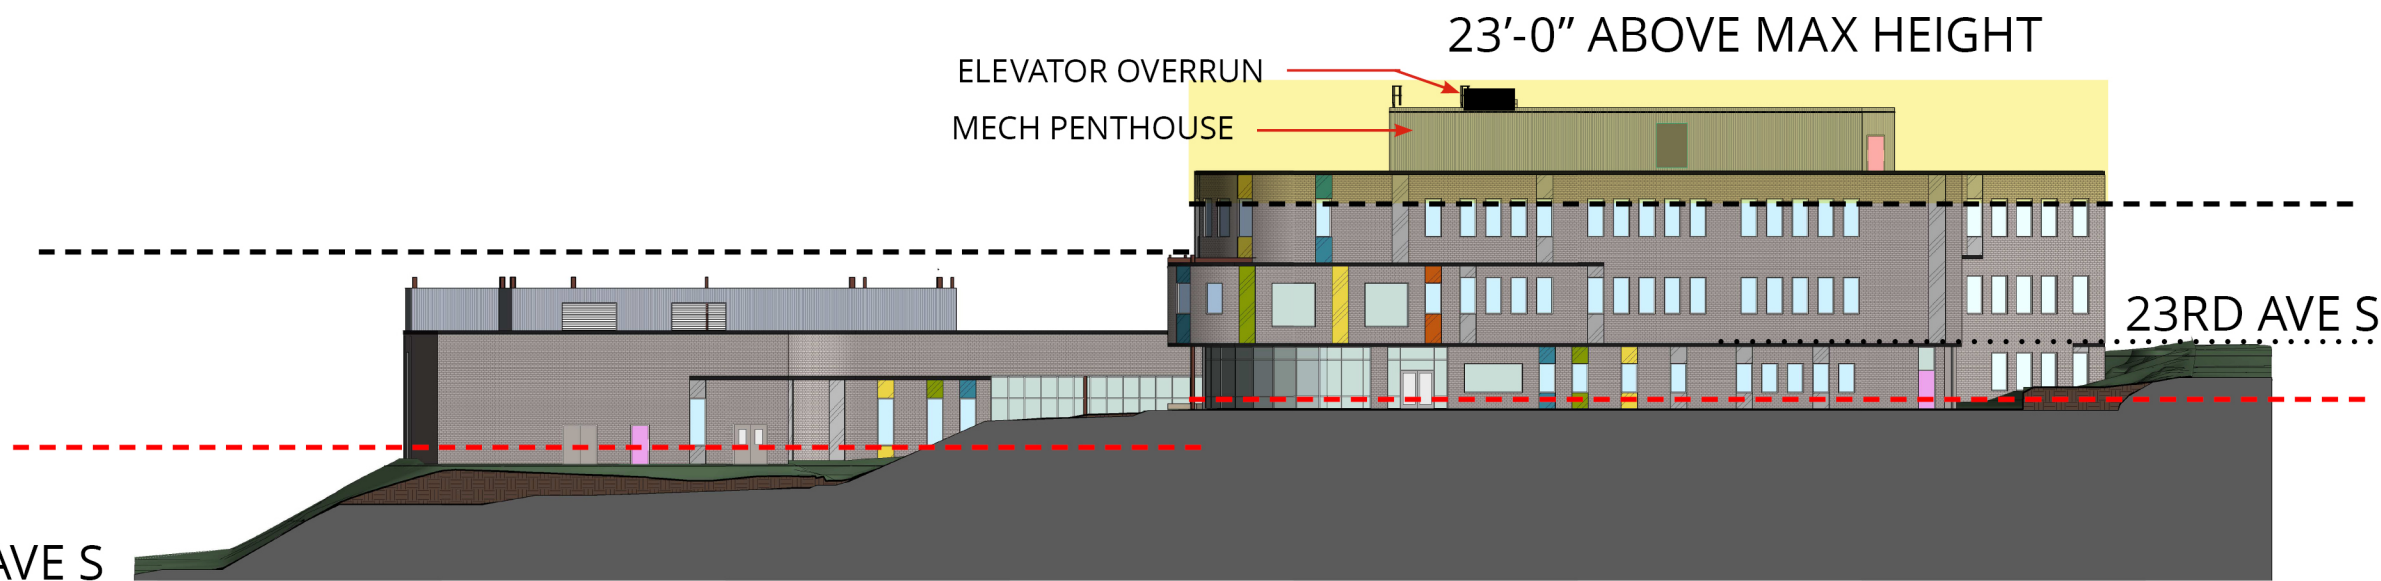 23’-0” ABOVE MAX HEIGHT
ELEVATOR OVERRUN
MECH PENTHOUSE
23RD AVE S
AVE S